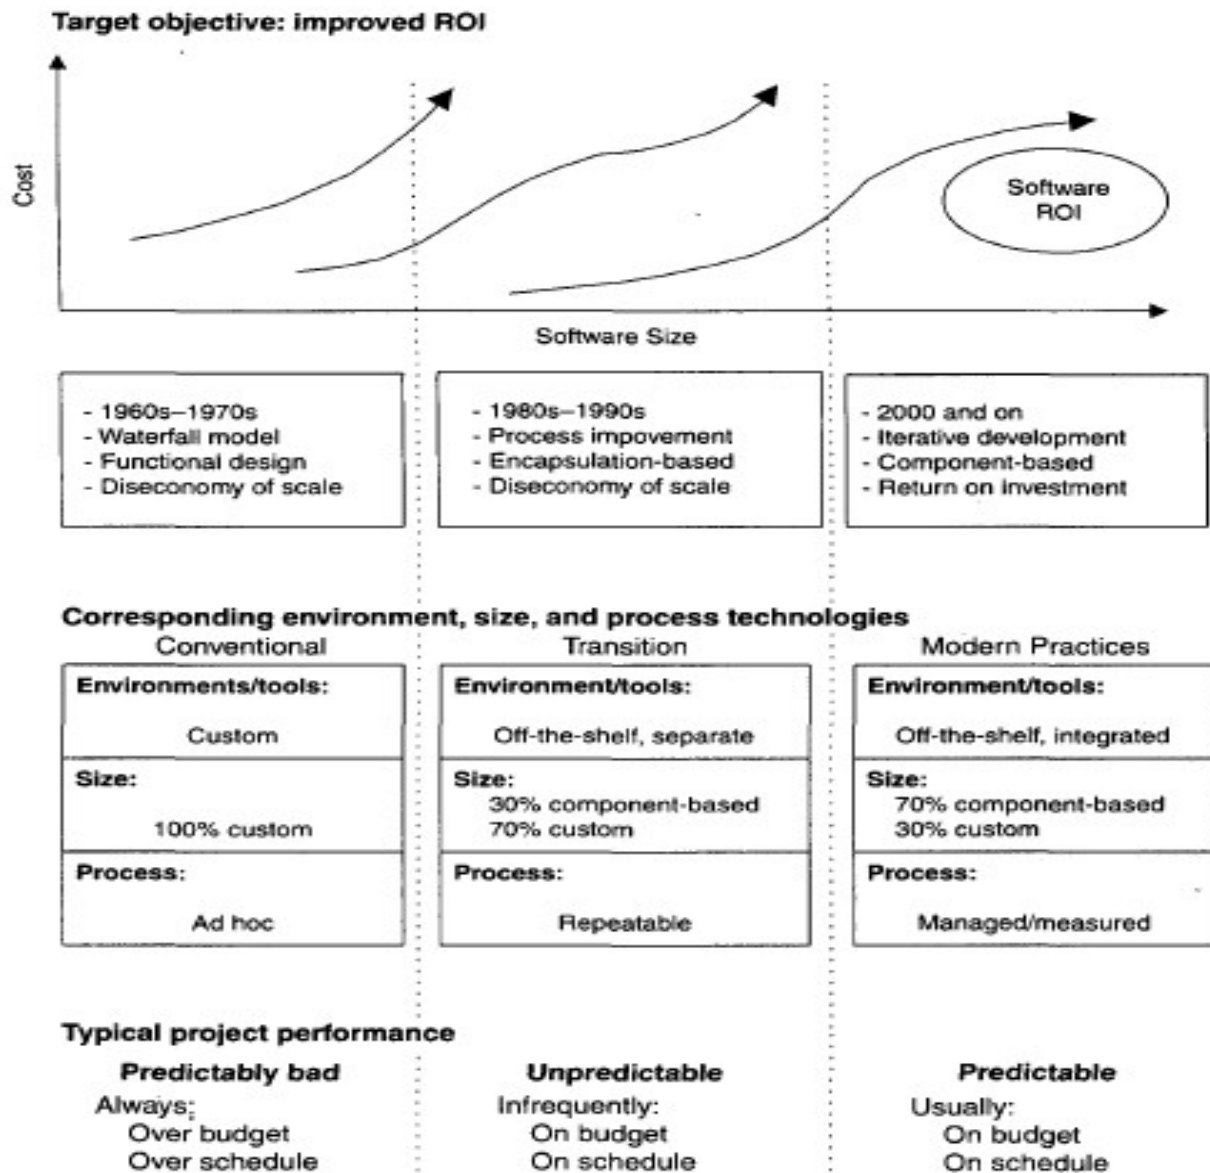 Target objective: improved ROI
Cost
Software
ROI
Software Size
- 1960s–1970s
- Waterfall model
- Functional design
- Diseconomy of scale
- 1980s–1990s
- Process impovement
- Encapsulation-based
- Diseconomy of scale
- 2000 and on
- Iterative development
- Component-based
- Return on investment
Corresponding environment, size, and process technologies
Conventional
Environments/tools:
Custom
Size:
100% custom
Process:
Ad hoc
Transition
Environment/tools:
Off-the-shelf, separate
Size:
30% component-based
70% custom
Process:
Repeatable
Modern Practices
Environment/tools:
Off-the-shelf, integrated
Size:
70% component-based
30% custom
Process:
Managed/measured
Typical project performance
Predictably bad
Always:
Over budget
Over schedule
Unpredictable
Infrequently:
On budget
On schedule
Predictable
Usually:
On budget
On schedule